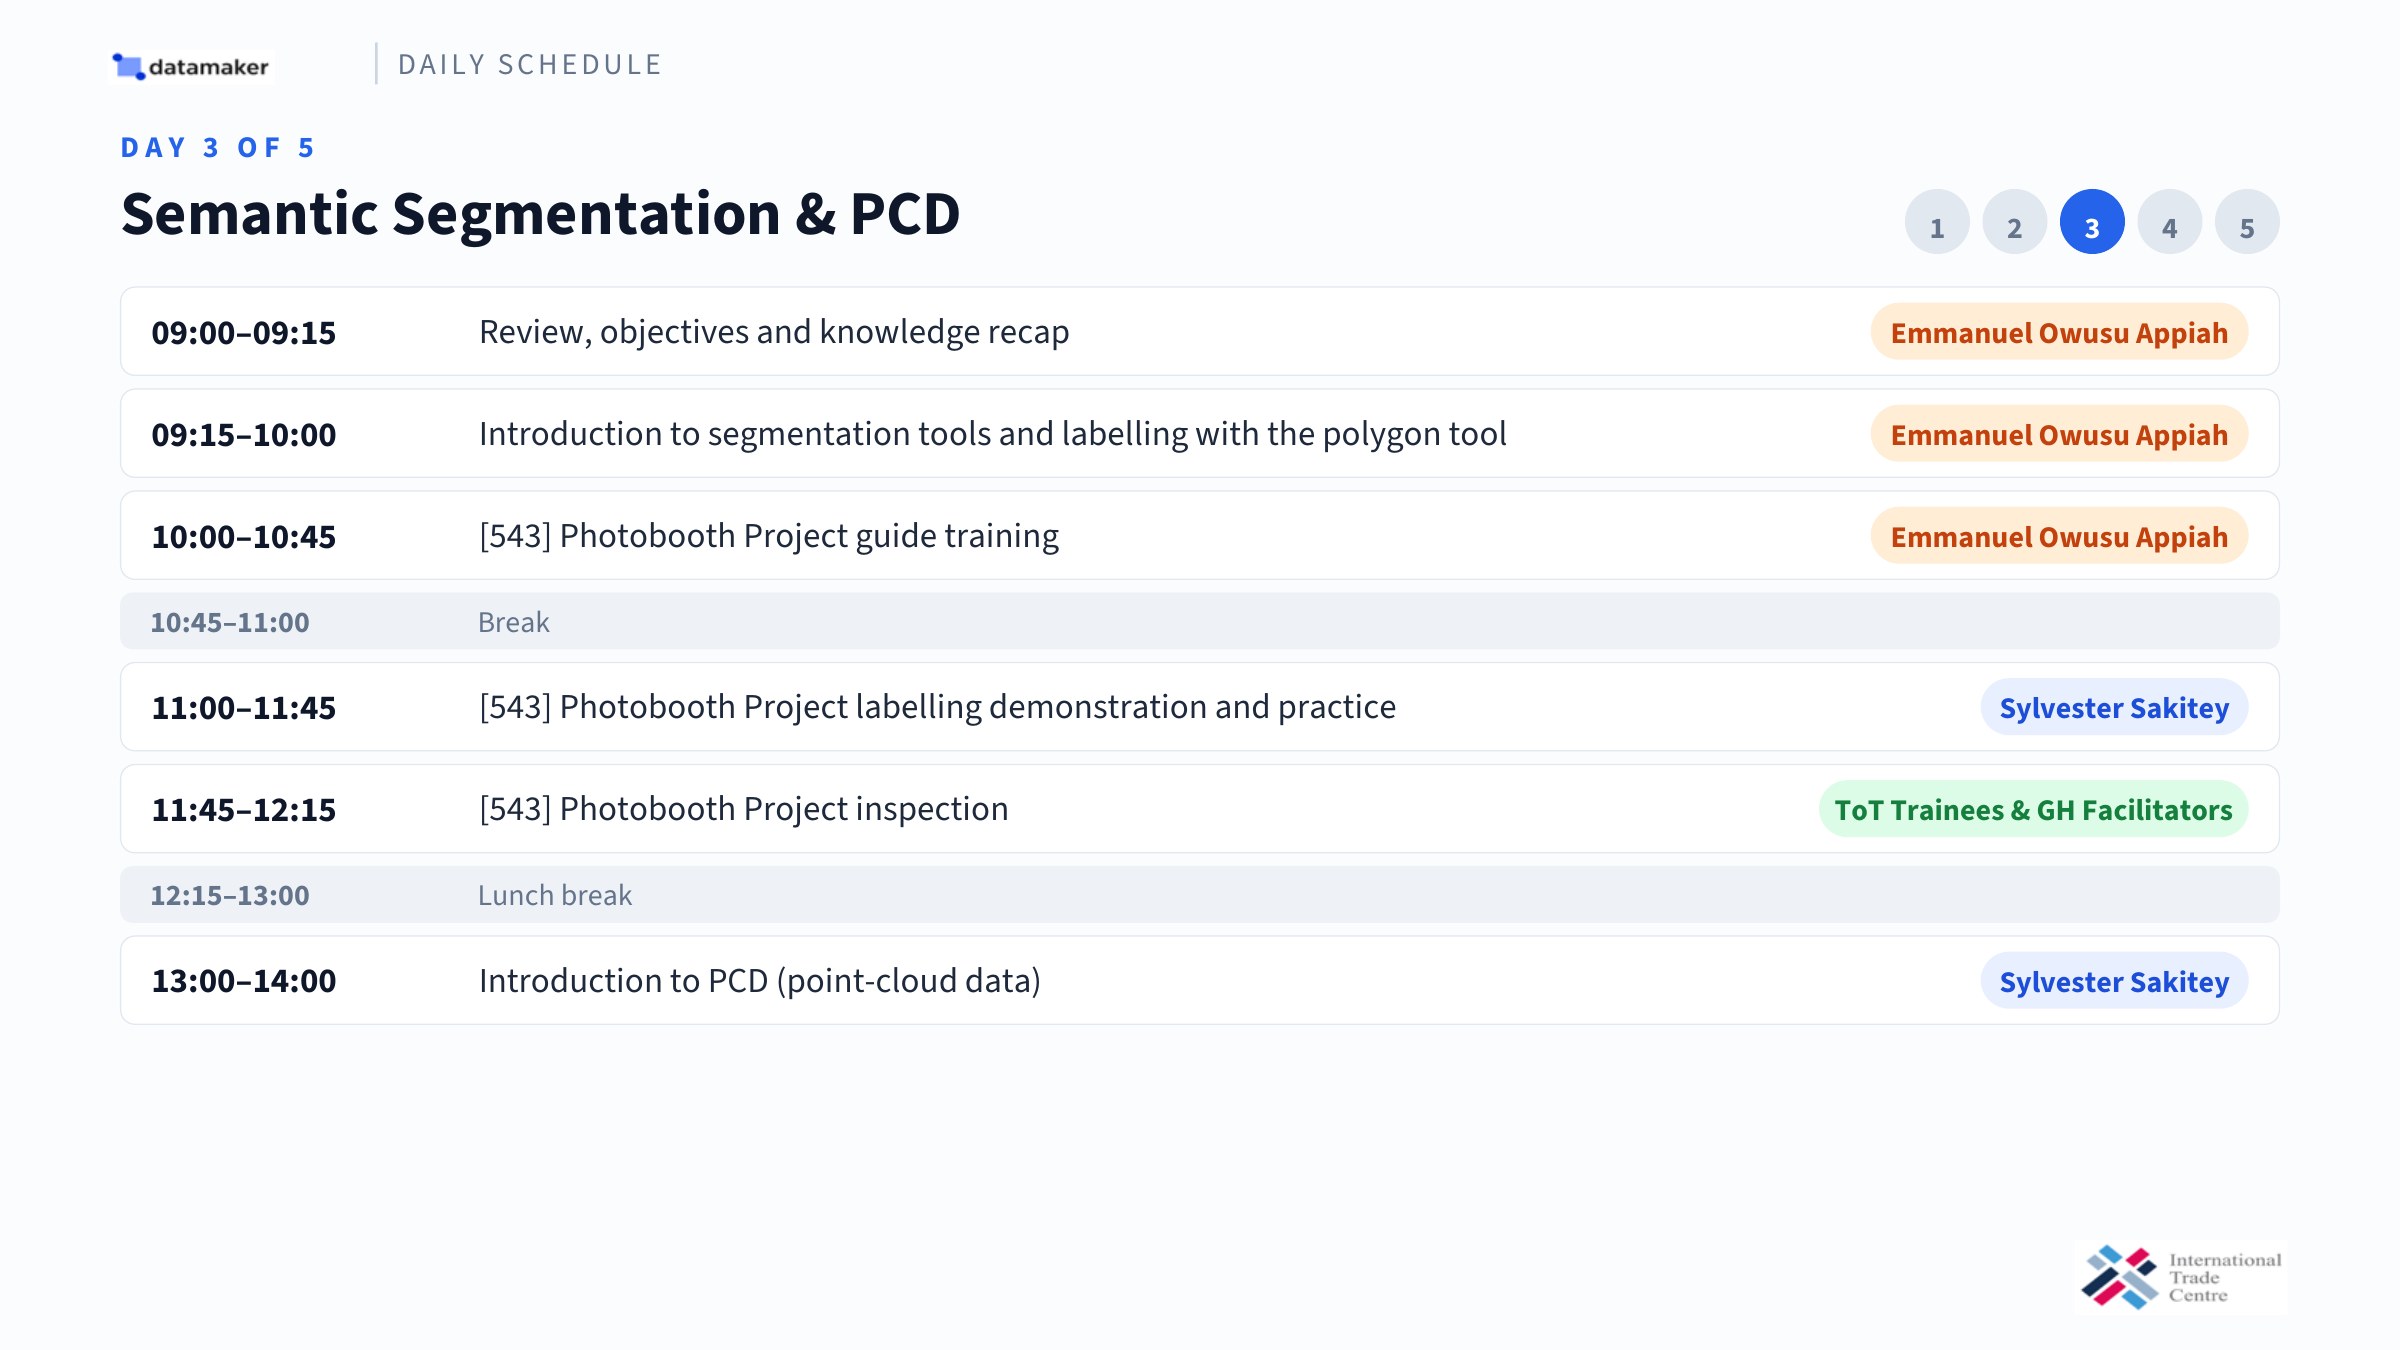 datamaker
DAILY SCHEDULE
DAY 3 OF 5
Semantic Segmentation & PCD
1 2 3 4 5
09:00–09:15 Review, objectives and knowledge recap Emmanuel Owusu Appiah
09:15–10:00 Introduction to segmentation tools and labelling with the polygon tool Emmanuel Owusu Appiah
10:00–10:45 [543] Photobooth Project guide training Emmanuel Owusu Appiah
10:45–11:00 Break
11:00–11:45 [543] Photobooth Project labelling demonstration and practice Sylvester Sakitey
11:45–12:15 [543] Photobooth Project inspection ToT Trainees & GH Facilitators
12:15–13:00 Lunch break
13:00–14:00 Introduction to PCD (point-cloud data) Sylvester Sakitey
International
Trade
Centre